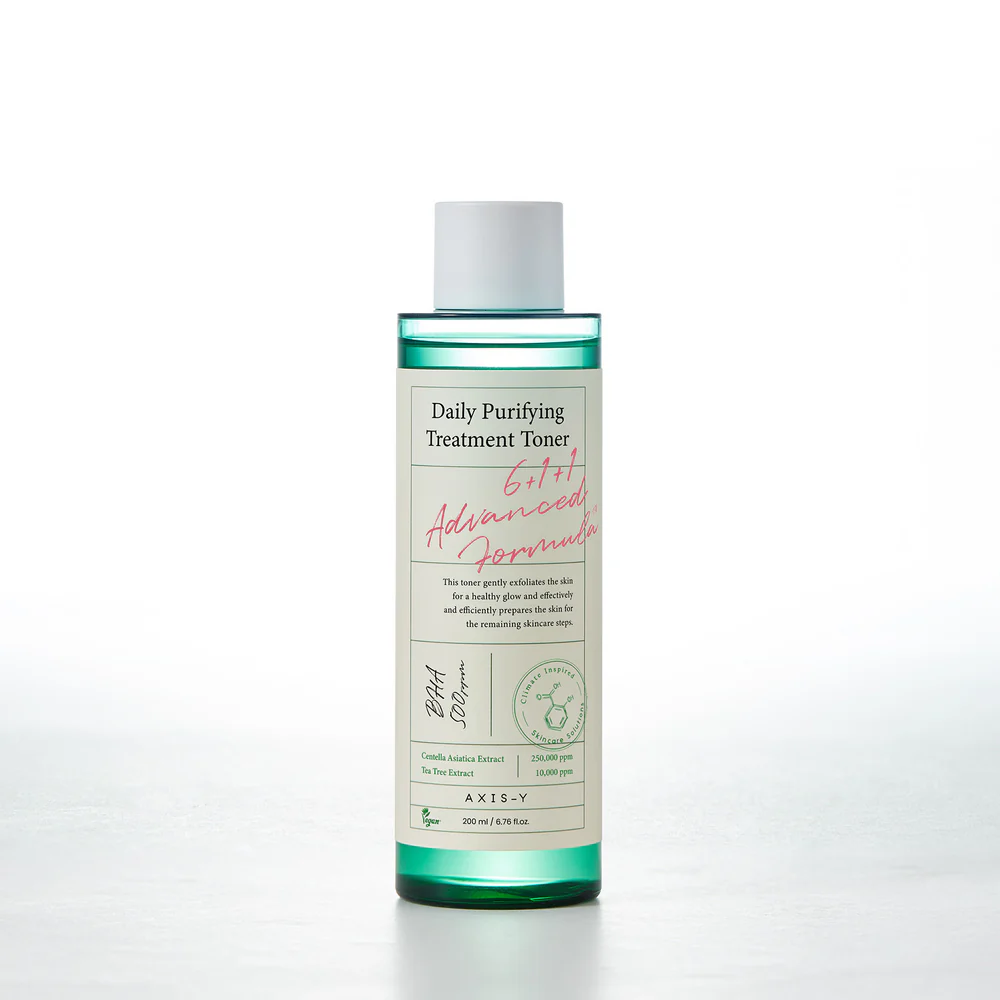 Daily Purifying
Treatment Toner
6+1+1
Advanced
Formula
This toner gently exfoliates the skin
for a healthy glow and effectively
and efficiently prepares the skin for
the remaining skincare steps.
BHA
500ppm
Climate Inspired
OH
OH
Skincare Solutions
Centella Asiatica Extract 250,000 ppm
Tea Tree Extract 10,000 ppm
AXIS-Y
Vegan
200 ml / 6.76 fl.oz.